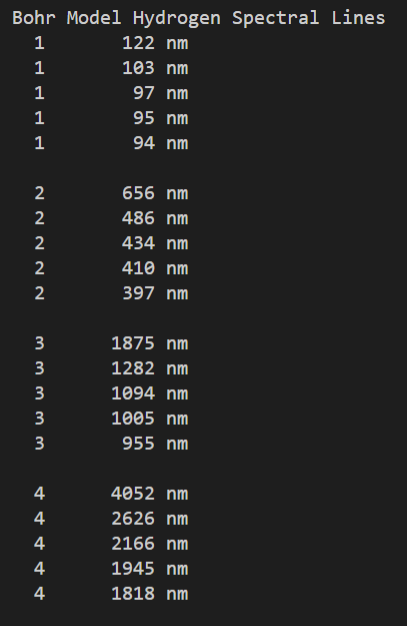 Bohr Model Hydrogen Spectral Lines
1 122 nm
1 103 nm
1 97 nm
1 95 nm
1 94 nm
2 656 nm
2 486 nm
2 434 nm
2 410 nm
2 397 nm
3 1875 nm
3 1282 nm
3 1094 nm
3 1005 nm
3 955 nm
4 4052 nm
4 2626 nm
4 2166 nm
4 1945 nm
4 1818 nm